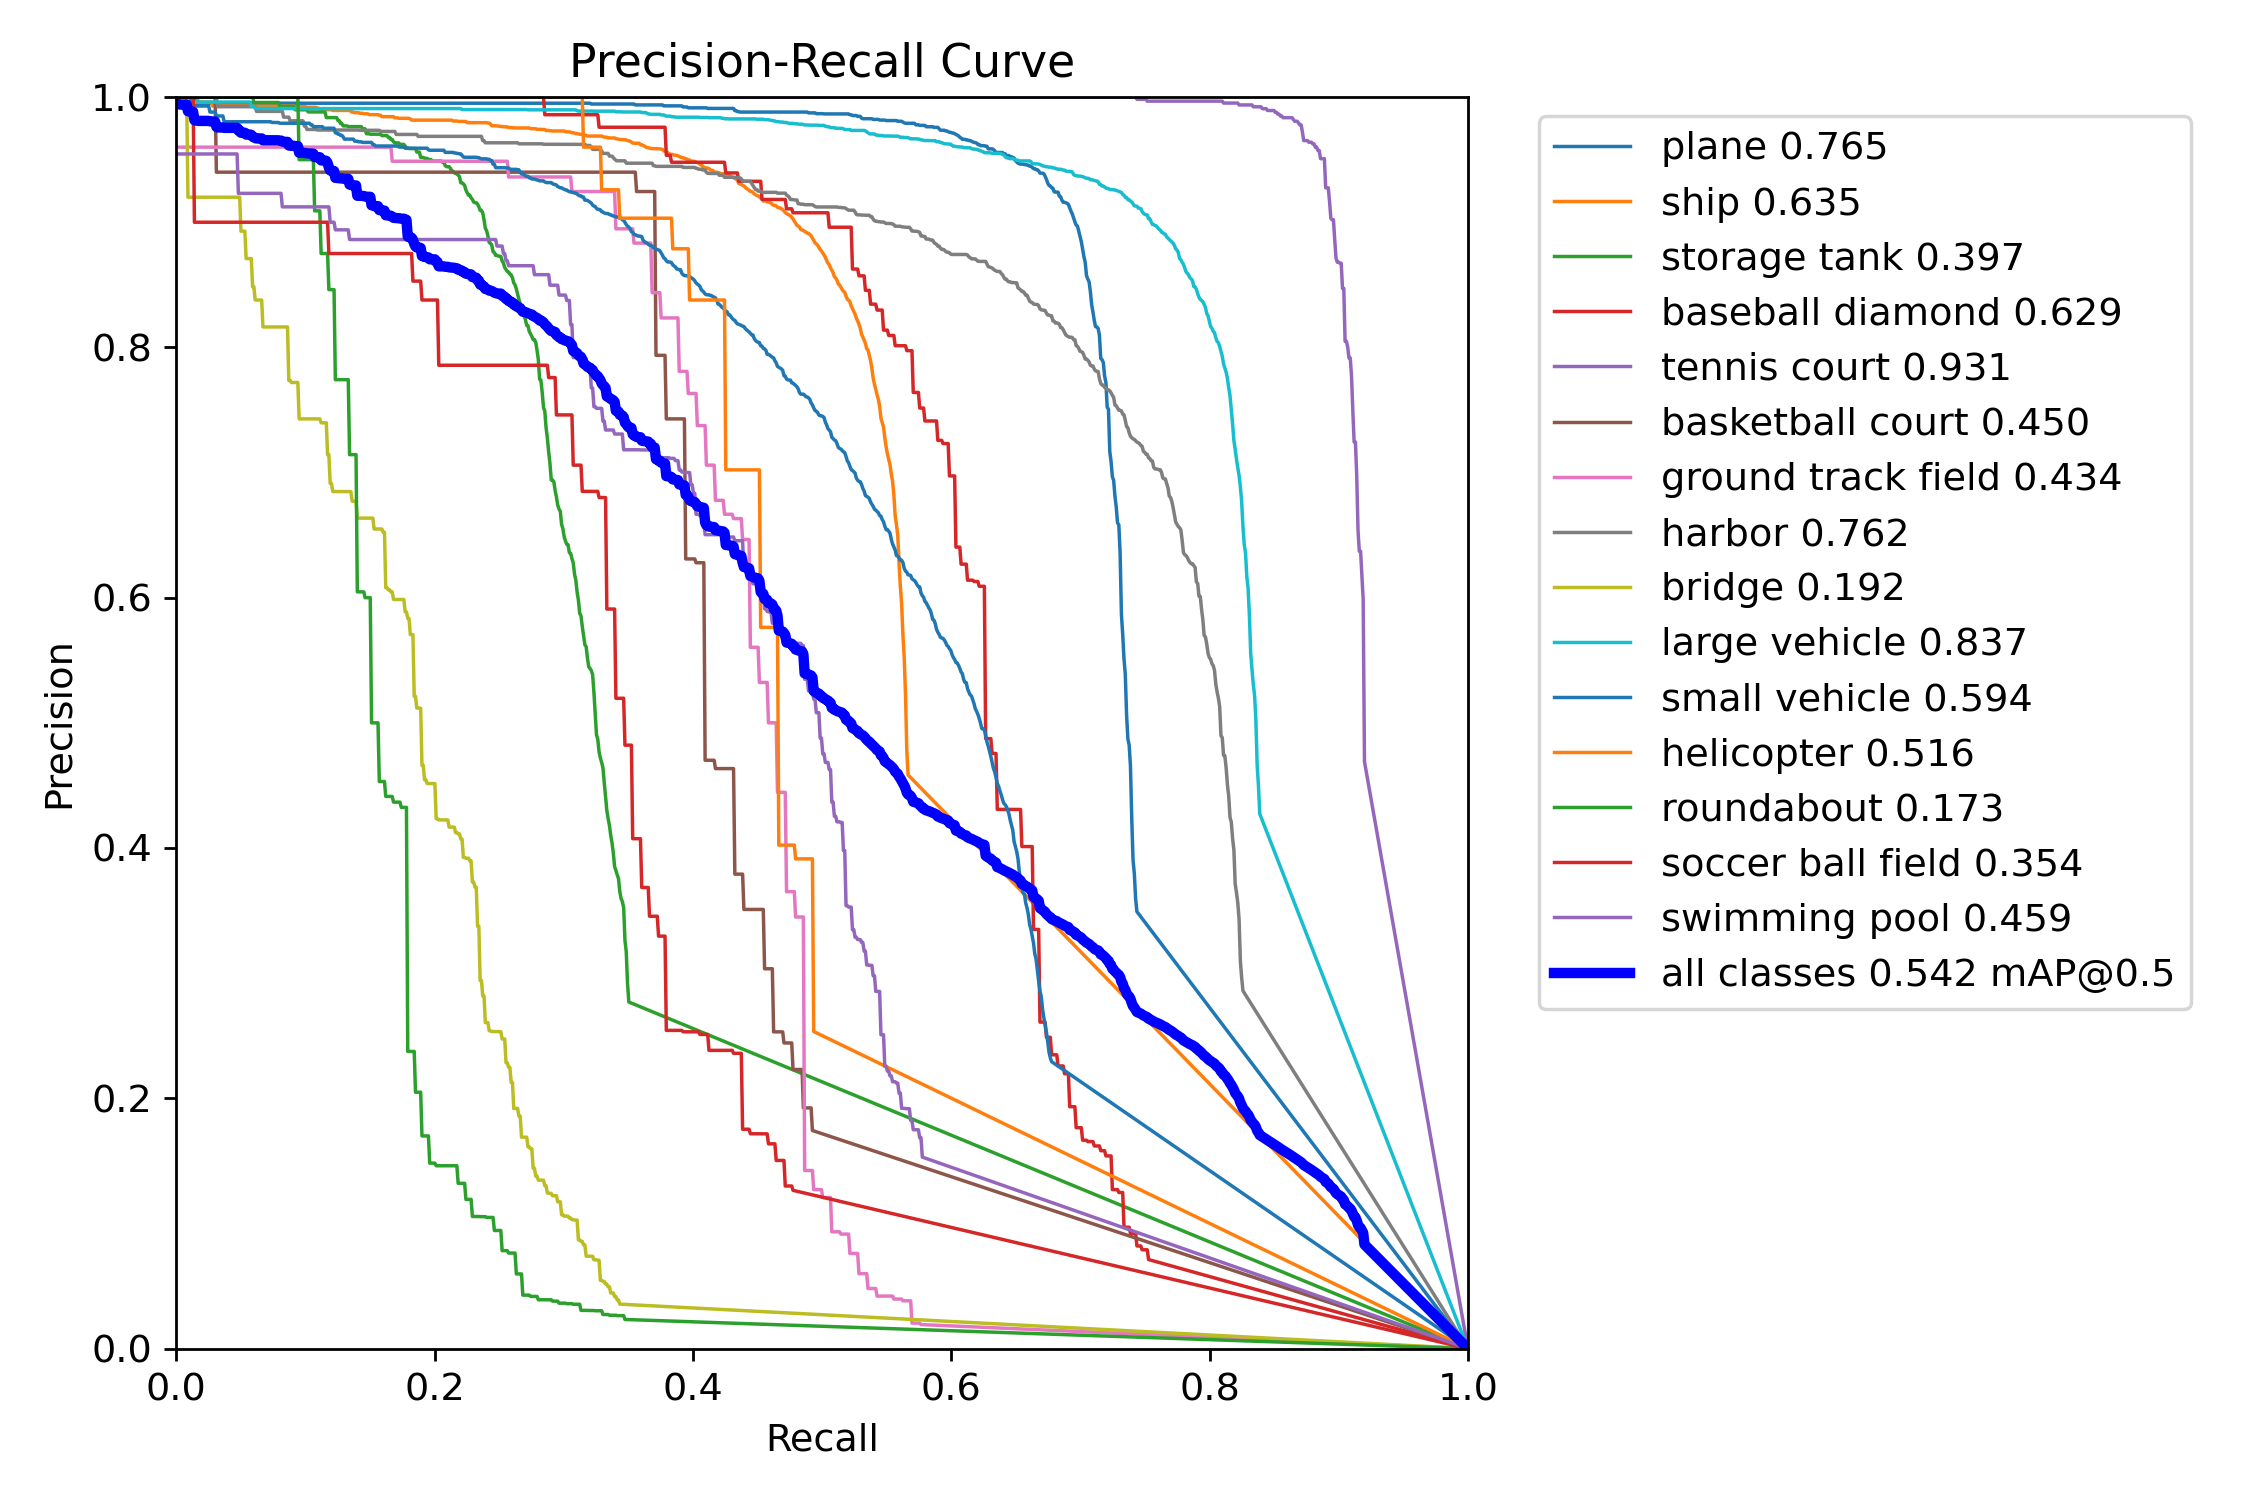 Precision-Recall Curve
1.0
0.8
0.6
0.4
0.2
0.0
Precision
0.0 0.2 0.4 0.6 0.8 1.0
Recall
plane 0.765
ship 0.635
storage tank 0.397
baseball diamond 0.629
tennis court 0.931
basketball court 0.450
ground track field 0.434
harbor 0.762
bridge 0.192
large vehicle 0.837
small vehicle 0.594
helicopter 0.516
roundabout 0.173
soccer ball field 0.354
swimming pool 0.459
all classes 0.542 mAP@0.5